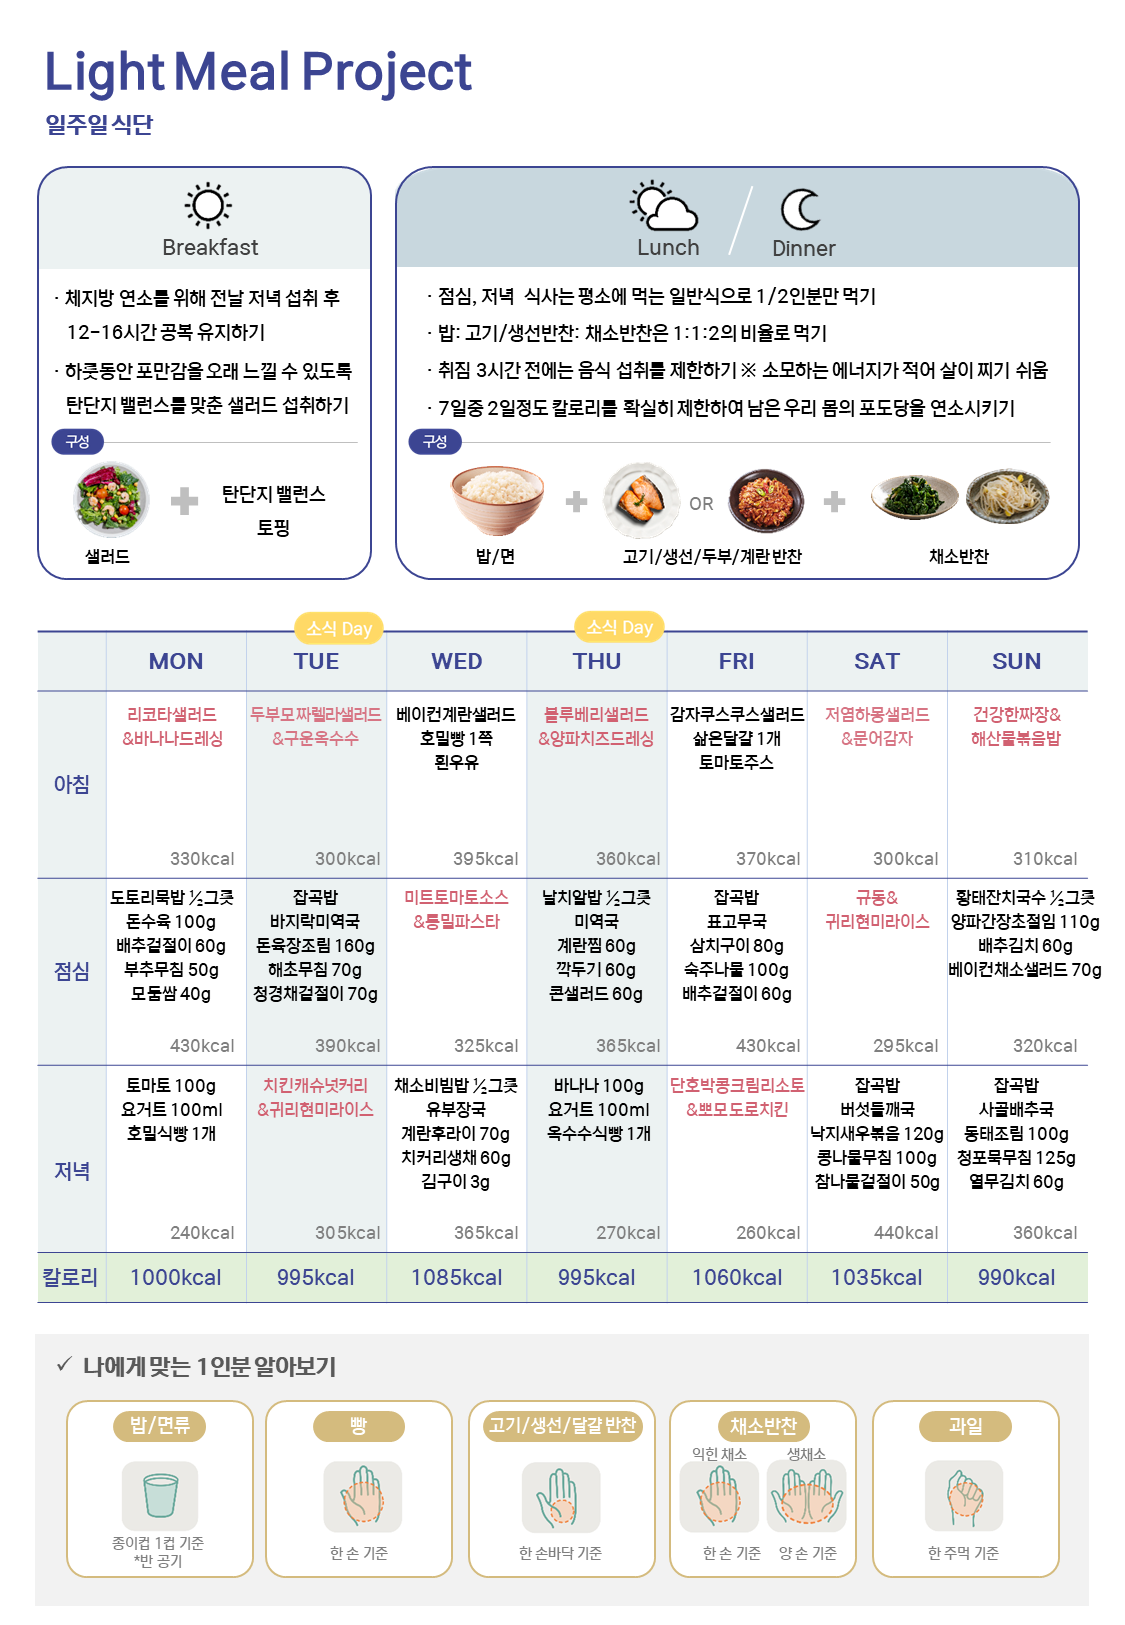 Light Meal Project
일주일 식단
Breakfast
· 체지방 연소를 위해 전날 저녁 섭취 후
12-16시간 공복 유지하기
· 하룻동안 포만감을 오래 느낄 수 있도록
탄단지 밸런스를 맞춘 샐러드 섭취하기
구성
탄단지 밸런스
토핑
샐러드
Lunch
Dinner
· 점심, 저녁 식사는 평소에 먹는 일반식으로 1/2인분만 먹기
· 밥: 고기/생선반찬: 채소반찬은 1:1:2의 비율로 먹기
· 취침 3시간 전에는 음식 섭취를 제한하기 ※ 소모하는 에너지가 적어 살이 찌기 쉬움
· 7일중 2일정도 칼로리를 확실히 제한하여 남은 우리 몸의 포도당을 연소시키기
구성
OR
밥/면
고기/생선/두부/계란 반찬
채소반찬
소식 Day
소식 Day
MON
TUE
WED
THU
FRI
SAT
SUN
아침
리코타샐러드
&바나나드레싱
330kcal
두부모짜렐라샐러드
&구운옥수수
300kcal
베이컨계란샐러드
호밀빵 1쪽
흰우유
395kcal
블루베리샐러드
&양파치즈드레싱
360kcal
감자쿠스쿠스샐러드
삶은달걀 1개
토마토주스
370kcal
저염하몽샐러드
&문어감자
300kcal
건강한짜장&
해산물볶음밥
310kcal
점심
도토리묵밥 ½그릇
돈수육 100g
배추겉절이 60g
부추무침 50g
모둠쌈 40g
430kcal
잡곡밥
바지락미역국
돈육장조림 160g
해초무침 70g
청경채겉절이 70g
390kcal
미트토마토소스
&통밀파스타
325kcal
날치알밥 ½그릇
미역국
계란찜 60g
깍두기 60g
콘샐러드 60g
365kcal
잡곡밥
표고무국
삼치구이 80g
숙주나물 100g
배추겉절이 60g
430kcal
규동&
귀리현미라이스
295kcal
황태잔치국수 ½그릇
양파간장초절임 110g
배추김치 60g
베이컨채소샐러드 70g
320kcal
저녁
토마토 100g
요거트 100ml
호밀식빵 1개
240kcal
치킨캐슈넛커리
&귀리현미라이스
305kcal
채소비빔밥 ½그릇
유부장국
계란후라이 70g
치커리생채 60g
김구이 3g
365kcal
바나나 100g
요거트 100ml
옥수수식빵 1개
270kcal
단호박콩크림리소토
&뽀모도로치킨
260kcal
잡곡밥
버섯들깨국
낙지새우볶음 120g
콩나물무침 100g
참나물겉절이 50g
440kcal
잡곡밥
사골배추국
동태조림 100g
청포묵무침 125g
열무김치 60g
360kcal
칼로리
1000kcal
995kcal
1085kcal
995kcal
1060kcal
1035kcal
990kcal
✓ 나에게 맞는 1인분 알아보기
밥/면류
종이컵 1컵 기준
*반 공기
빵
한 손 기준
고기/생선/달걀 반찬
한 손바닥 기준
채소반찬
익힌 채소
생채소
한 손 기준
양 손 기준
과일
한 주먹 기준